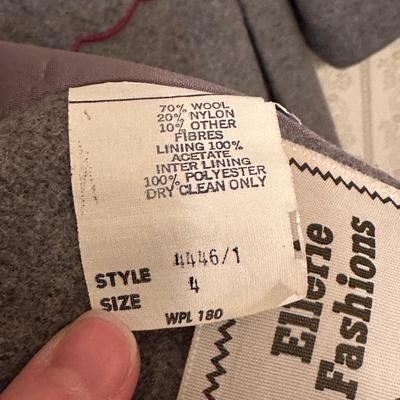 70% WOOL
20% NYLON
10% OTHER
FIBRES
LINING 100%
ACETATE
INTER LINING
100% POLYESTER
DRY CLEAN ONLY
STYLE 4446/1
SIZE 4
WPL 180
Ellerie
Fashions